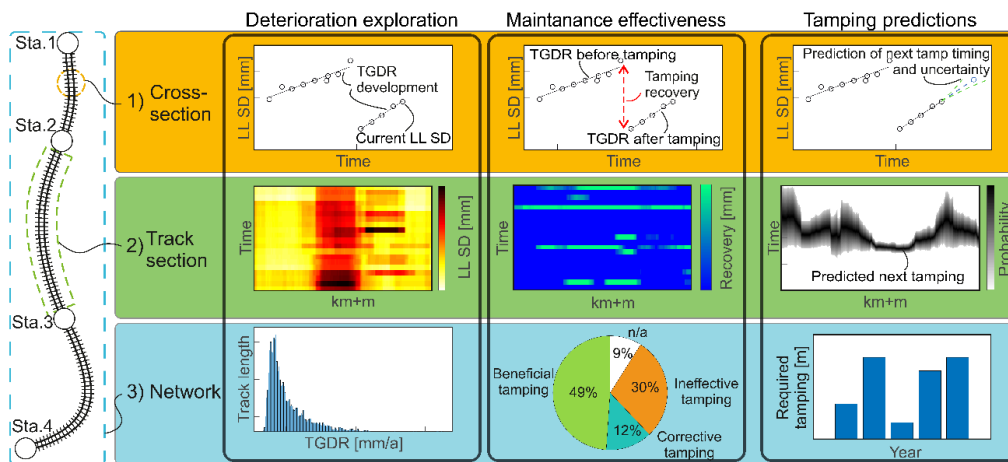 Deterioration exploration
Maintanance effectiveness
Tamping predictions
Sta.1
Sta.2
Sta.3
Sta.4
1) Cross-
section
LL SD [mm]
TGDR
development
Current LL SD
Time
LL SD [mm]
TGDR before tamping
Tamping
recovery
TGDR after tamping
Time
LL SD [mm]
Prediction of next tamp timing
and uncertainty
Time
2) Track
section
Time
km+m
LL SD [mm]
Time
km+m
Recovery [mm]
Time
Predicted next tamping
km+m
Probability
3) Network
Track length
TGDR [mm/a]
n/a
9%
Beneficial
tamping
49%
30%
Ineffective
tamping
12%
Corrective
tamping
Required
tamping [m]
Year